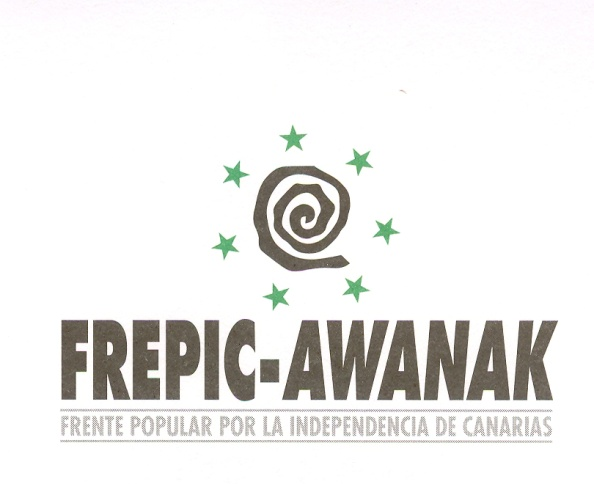 FREPIC-AWANAK
FRENTE POPULAR POR LA INDEPENDENCIA DE CANARIAS